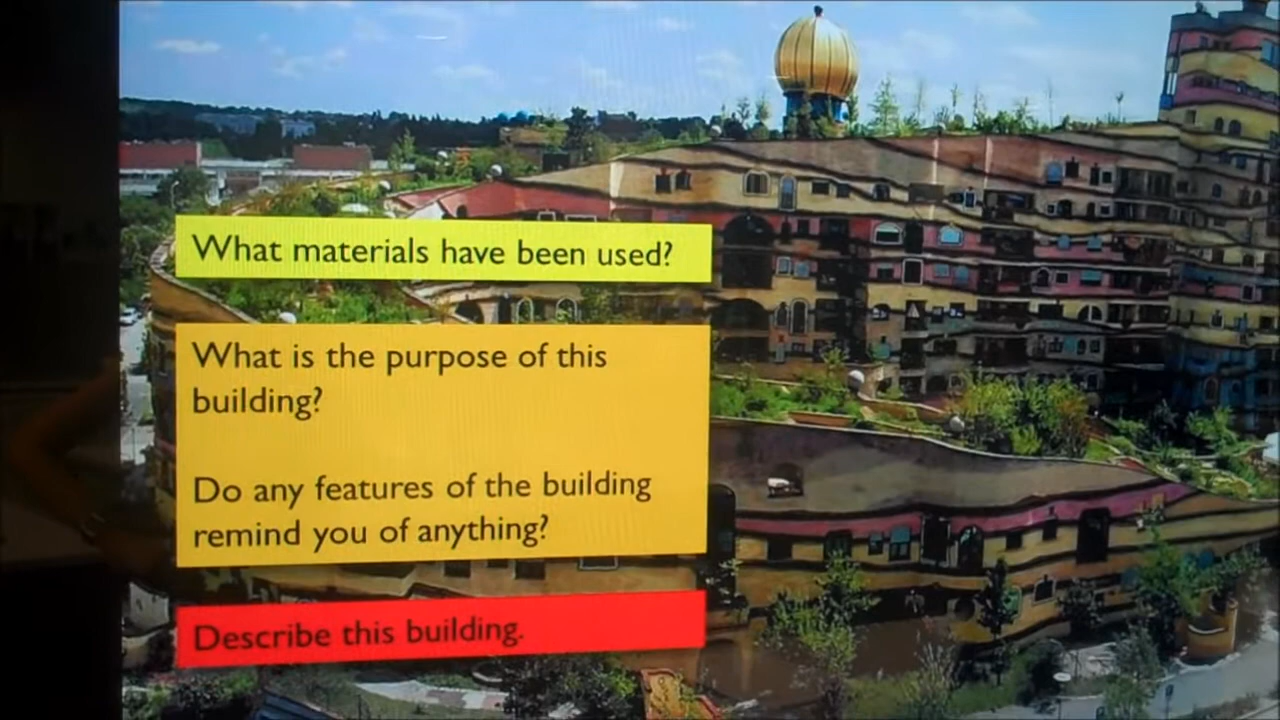 What materials have been used?
What is the purpose of this
building?
Do any features of the building
remind you of anything?
Describe this building.